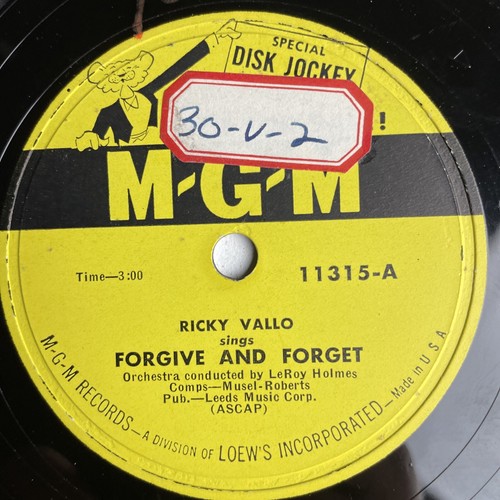 SPECIAL
DISK JOCKEY
!
30-V-2
M-G-M
Time—3:00
11315-A
RICKY VALLO
sings
FORGIVE AND FORGET
Orchestra conducted by LeRoy Holmes
Comps—Musel-Roberts
Pub.—Leeds Music Corp.
(ASCAP)
M-G-M RECORDS—A DIVISION OF LOEW'S INCORPORATED—Made in U S A